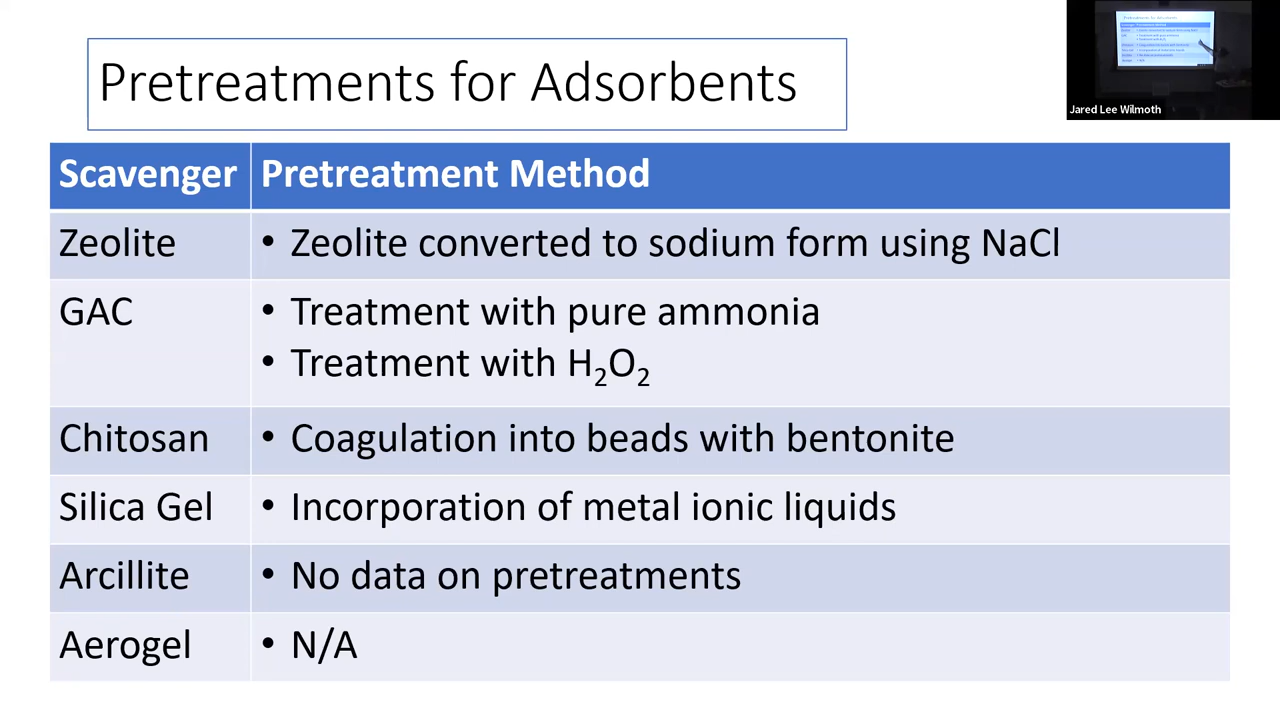 Pretreatments for Adsorbents
Jared Lee Wilmoth
Scavenger Pretreatment Method
Zeolite • Zeolite converted to sodium form using NaCl
GAC • Treatment with pure ammonia
• Treatment with H₂O₂
Chitosan • Coagulation into beads with bentonite
Silica Gel • Incorporation of metal ionic liquids
Arcillite • No data on pretreatments
Aerogel • N/A